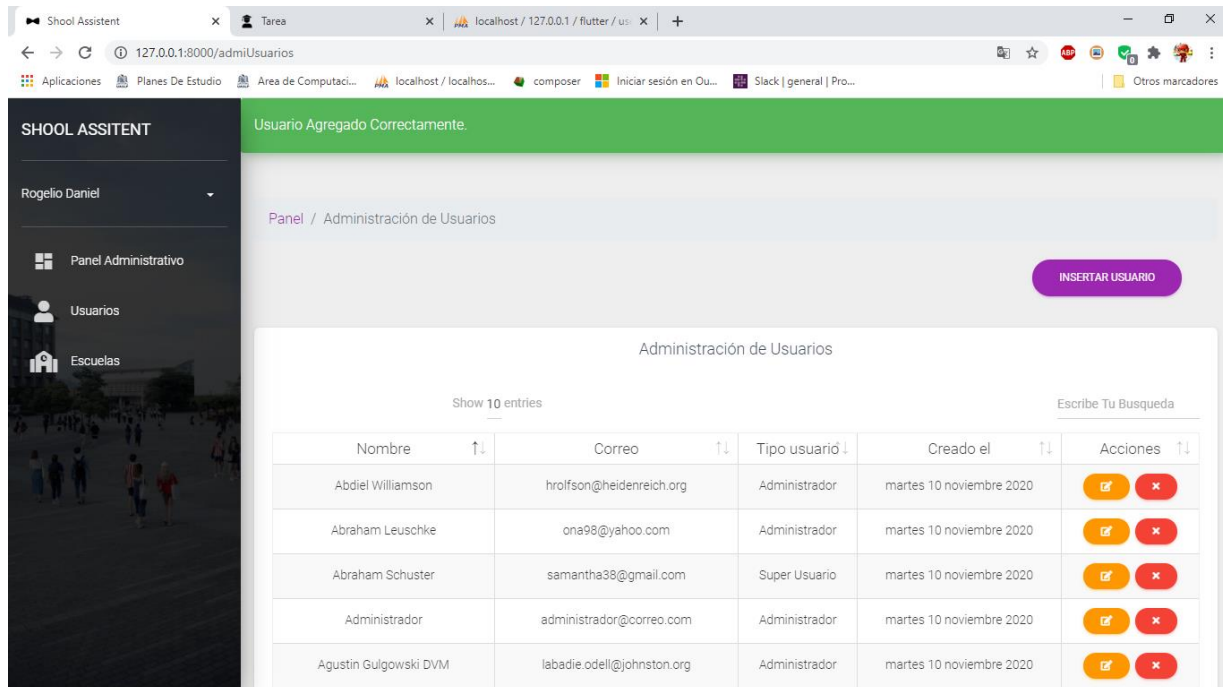 Shool Assistent
Tarea
localhost / 127.0.0.1 / flutter / us
127.0.0.1:8000/admiUsuarios
ABP
0
Aplicaciones
Planes De Estudio
Area de Computaci...
localhost / localhos...
composer
Iniciar sesión en Ou...
Slack | general | Pro...
Otros marcadores
SHOOL ASSITENT
Usuario Agregado Correctamente.
Rogelio Daniel
Panel / Administración de Usuarios
Panel Administrativo
INSERTAR USUARIO
Usuarios
Escuelas
Administración de Usuarios
Show 10 entries
Escribe Tu Busqueda
Nombre Correo Tipo usuario Creado el Acciones
Abdiel Williamson hrolfson@heidenreich.org Administrador martes 10 noviembre 2020
Abraham Leuschke ona98@yahoo.com Administrador martes 10 noviembre 2020
Abraham Schuster samantha38@gmail.com Super Usuario martes 10 noviembre 2020
Administrador administrador@correo.com Administrador martes 10 noviembre 2020
Agustin Gulgowski DVM labadie.odell@johnston.org Administrador martes 10 noviembre 2020